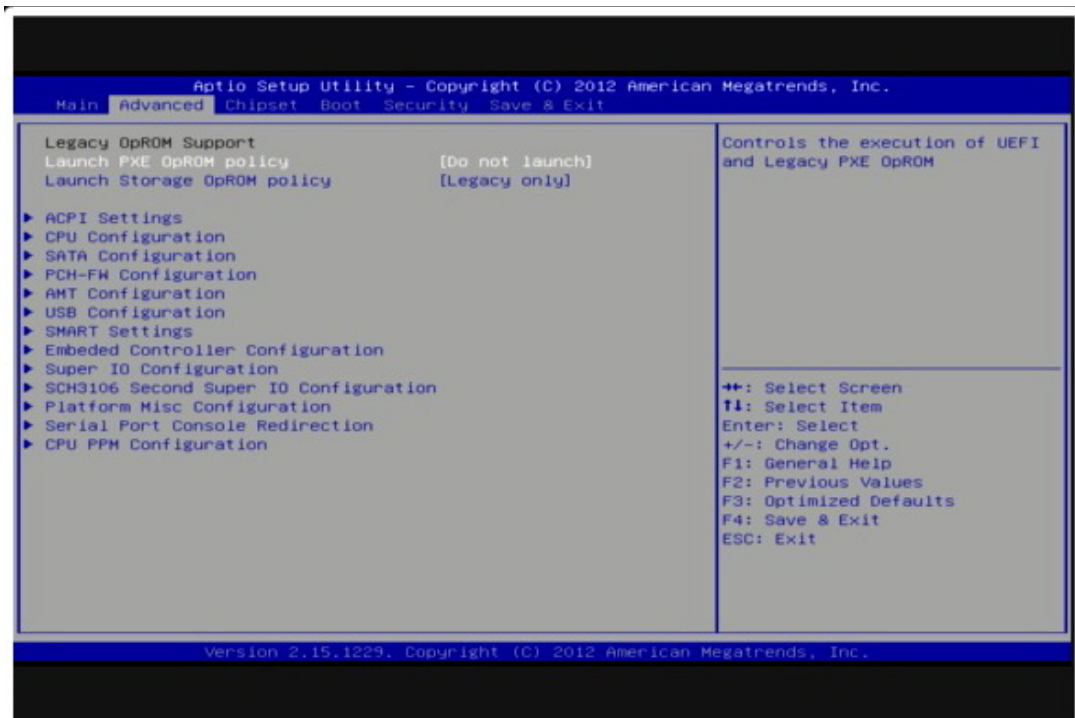 Aptio Setup Utility - Copyright (C) 2012 American Megatrends, Inc.
Main Advanced Chipset Boot Security Save & Exit
Legacy OpROM Support
Launch PXE OpROM policy [Do not launch]
Launch Storage OpROM policy [Legacy only]
ACPI Settings
CPU Configuration
SATA Configuration
PCH-FW Configuration
AMT Configuration
USB Configuration
SMART Settings
Embeded Controller Configuration
Super IO Configuration
SCH3106 Second Super IO Configuration
Platform Misc Configuration
Serial Port Console Redirection
CPU PPM Configuration
Controls the execution of UEFI
and Legacy PXE OpROM
→←: Select Screen
↑↓: Select Item
Enter: Select
+/-: Change Opt.
F1: General Help
F2: Previous Values
F3: Optimized Defaults
F4: Save & Exit
ESC: Exit
Version 2.15.1229. Copyright (C) 2012 American Megatrends, Inc.